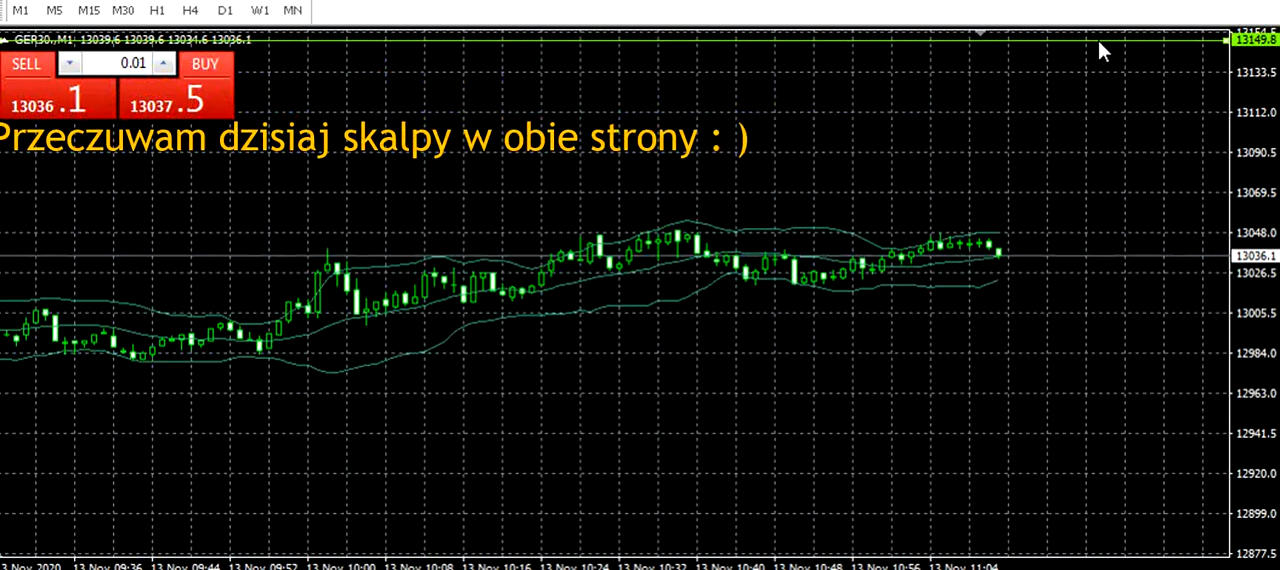 M1 M5 M15 M30 H1 H4 D1 W1 MN
GER30.,M1: 13039.6 13039.6 13034.6 13036.1
13149.8
SELL 0.01 BUY
13036 .1 13037 .5
Przeczuwam dzisiaj skalpy w obie strony : )
13133.5
13112.0
13090.5
13069.5
13048.0
13036.1
13026.5
13005.5
12984.0
12963.0
12941.5
12920.0
12899.0
12877.5
3 Nov 2020 13 Nov 09:36 13 Nov 09:44 13 Nov 09:52 13 Nov 10:00 13 Nov 10:08 13 Nov 10:16 13 Nov 10:24 13 Nov 10:32 13 Nov 10:40 13 Nov 10:48 13 Nov 10:56 13 Nov 11:04